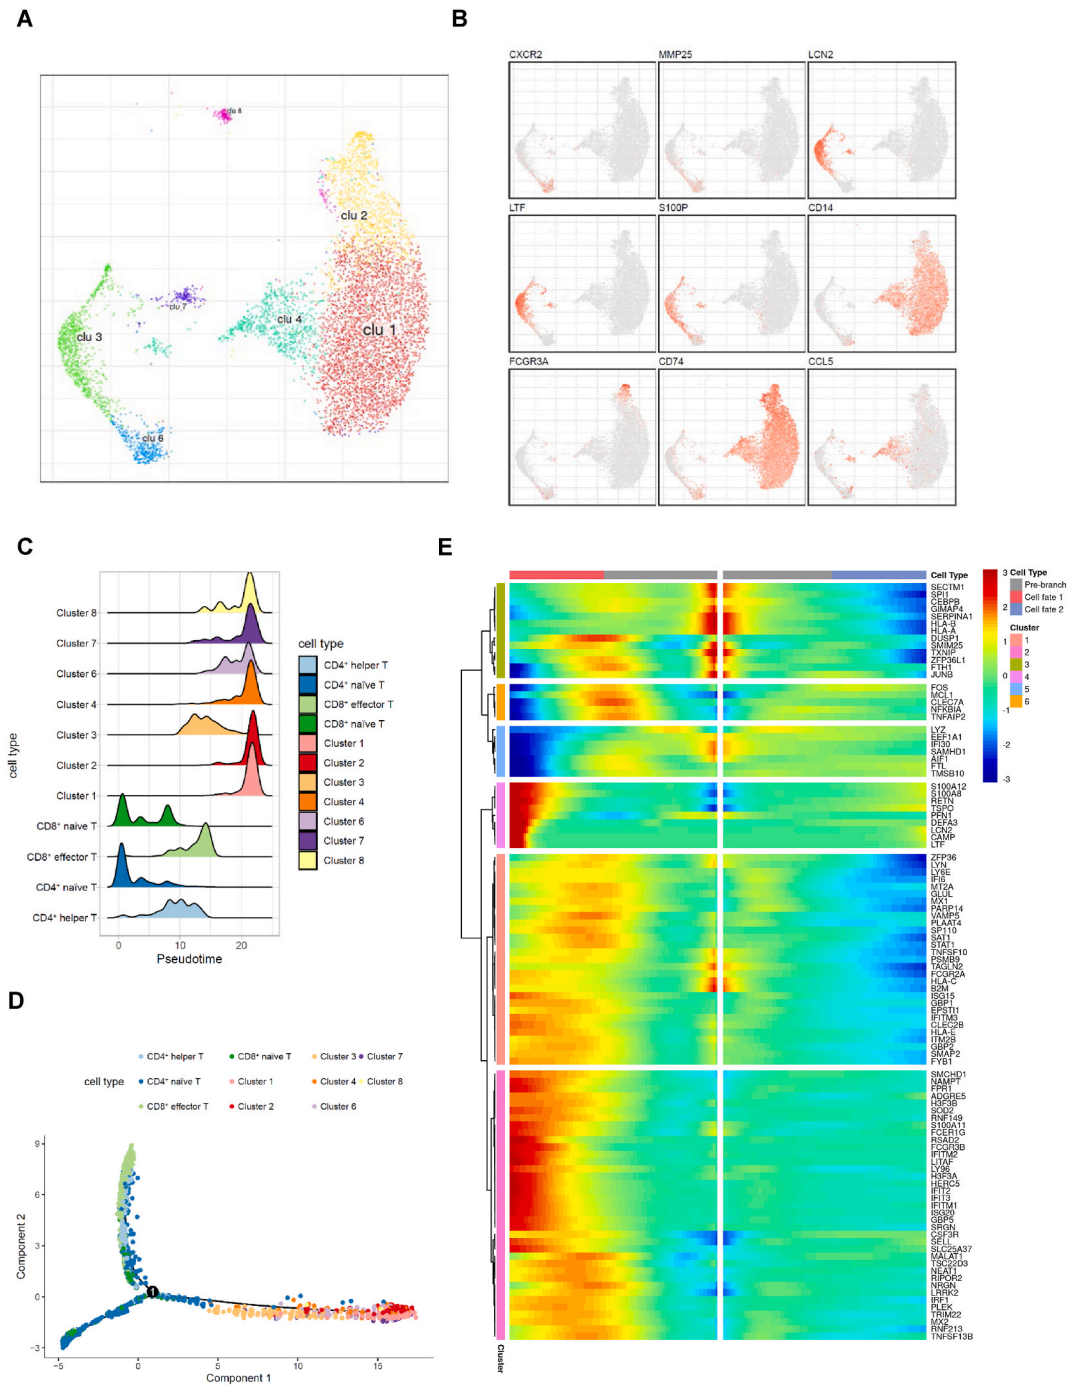 A
clu 8
clu 2
clu 7
clu 3
clu 4
clu 1
clu 6
B
CXCR2
MMP25
LCN2
LTF
S100P
CD14
FCGR3A
CD74
CCL5
C
Cluster 8
Cluster 7
Cluster 6
Cluster 4
Cluster 3
Cluster 2
Cluster 1
CD8⁺ naive T
CD8⁺ effector T
CD4⁺ naïve T
CD4⁺ helper T
cell type
0 10 20
Pseudotime
cell type
CD4⁺ helper T
CD4⁺ naïve T
CD8⁺ effector T
CD8⁺ naïve T
Cluster 1
Cluster 2
Cluster 3
Cluster 4
Cluster 6
Cluster 7
Cluster 8
D
cell type
CD4⁺ helper T
CD4⁺ naïve T
CD8⁺ effector T
CD8⁺ naïve T
Cluster 1
Cluster 2
Cluster 3
Cluster 4
Cluster 6
Cluster 7
Cluster 8
Component 2
9
6
3
0
−3
1
−5 0 5 10 15
Component 1
E
Cell Type
SECTM1
SPI1
CEBPB
GIMAP4
SERPINA1
HLA-B
HLA-A
DUSP1
SMIM25
TXNIP
ZFP36L1
FTH1
JUNB
FOS
MCL1
CLEC7A
NFKBIA
TNFAIP2
LYZ
EEF1A1
IFI30
SAMHD1
AIF1
FTL
TMSB10
S100A12
S100A8
RETN
TSPO
PFN1
DEFA3
LCN2
CAMP
LTF
ZFP36
LYN
LY6E
IFI6
MT2A
GLUL
MX1
PARP14
VAMP5
PLAAT4
SP110
SAT1
STAT1
TNFSF10
PSMB9
TAGLN2
FCGR2A
HLA-C
B2M
ISG15
GBP1
EPSTI1
IFITM3
CLEC2B
HLA-E
ITM2B
GBP2
SMAP2
FYB1
SMCHD1
NAMPT
FPR1
ADGRE5
H3F3B
SOD2
RNF149
S100A11
FCER1G
RSAD2
FCGR3B
IFITM2
LITAF
LY96
H3F3A
HERC5
IFIT2
IFIT3
IFITM1
ISG20
GBP5
SRGN
CSF3R
SELL
SLC25A37
MALAT1
TSC22D3
NEAT1
RIPOR2
NRGN
LRRK2
IRF1
PLEK
TRIM22
MX2
RNF213
TNFSF13B
Cluster
3
2
1
0
-1
-2
-3
Cell Type
Pre-branch
Cell fate 1
Cell fate 2
Cluster
1
2
3
4
5
6